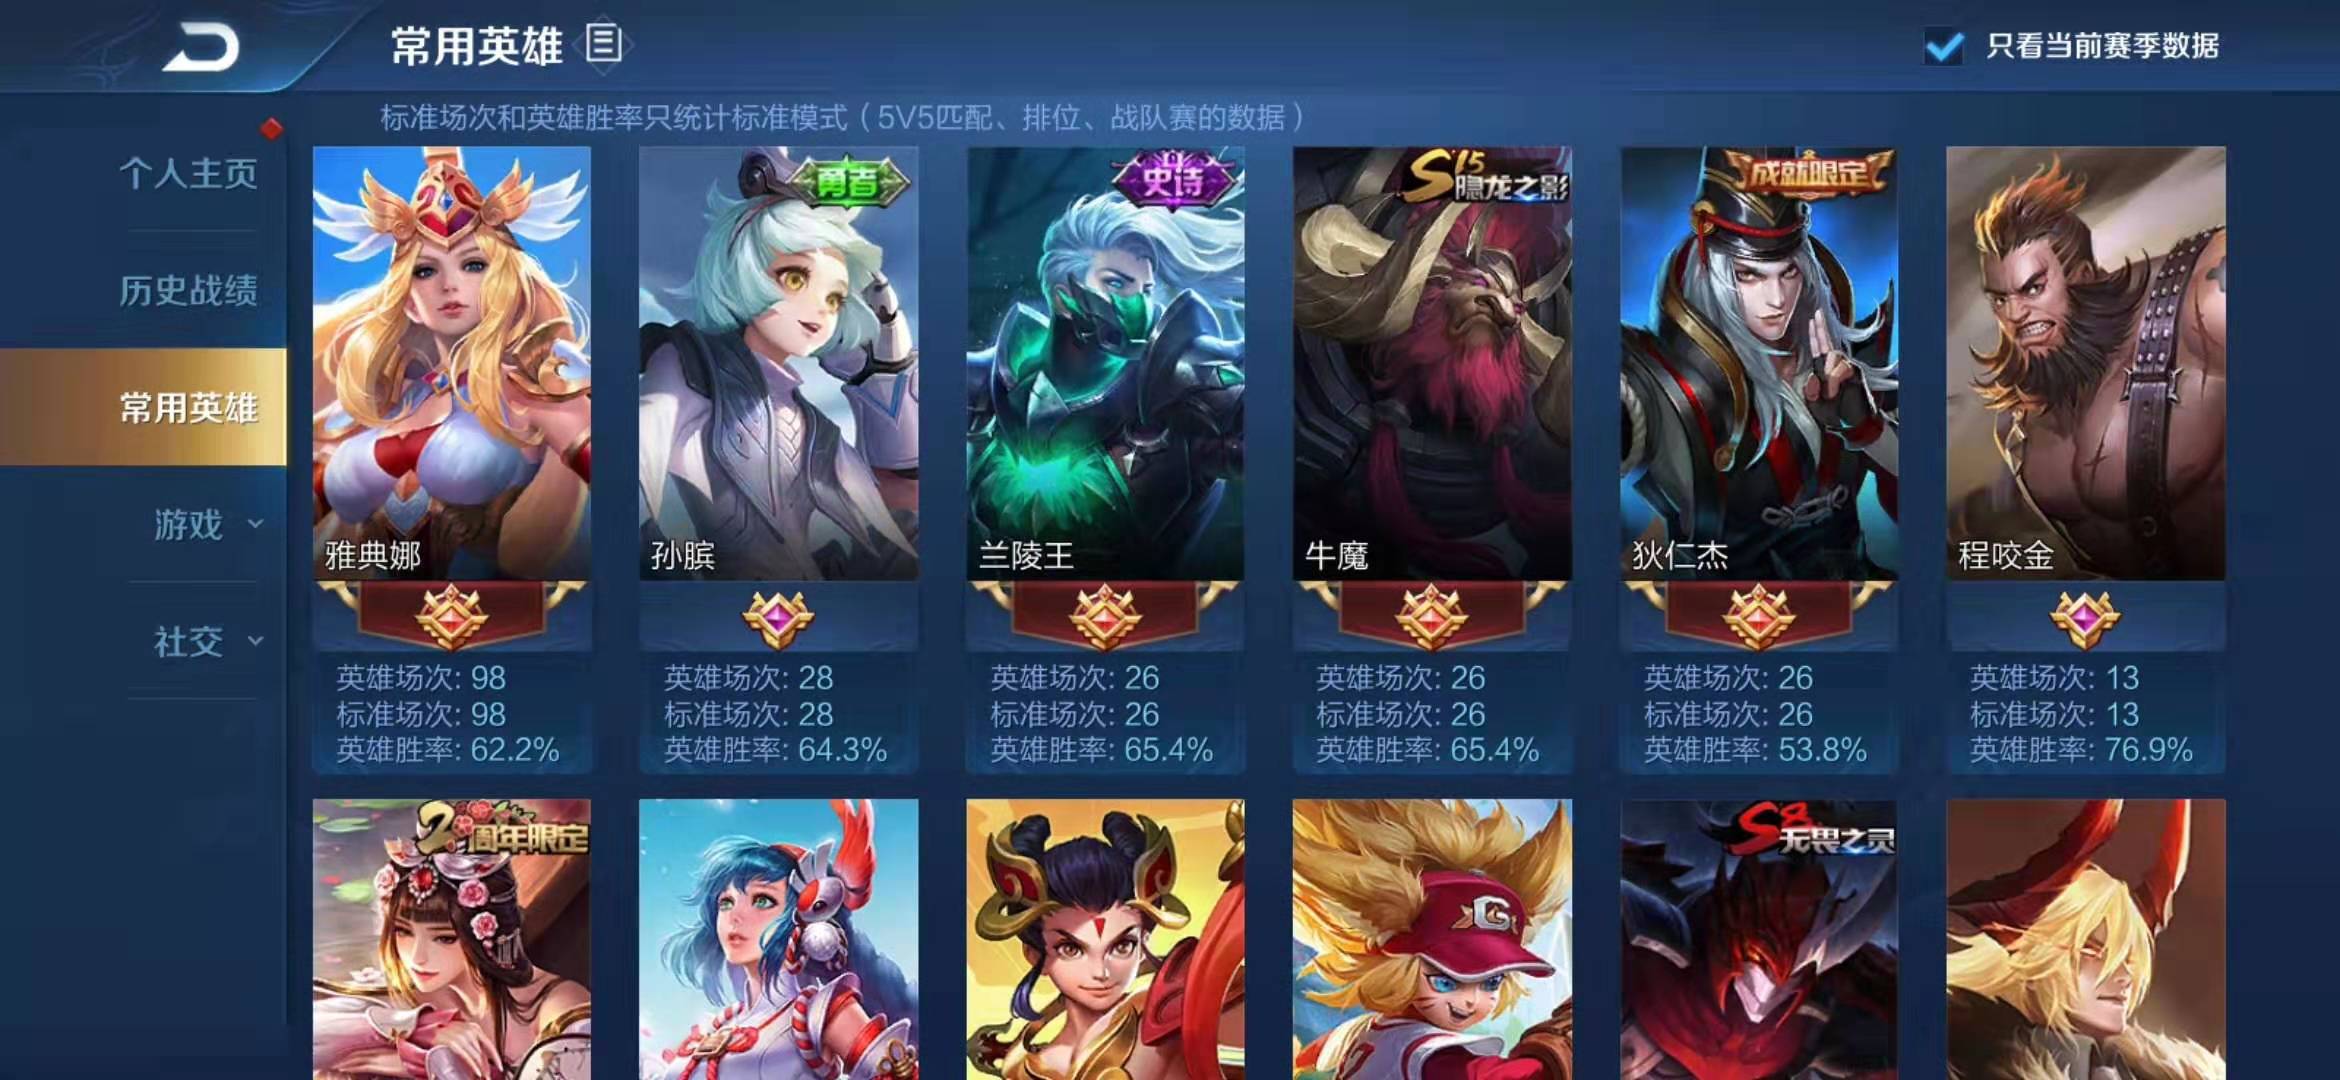 常用英雄
只看当前赛季数据
标准场次和英雄胜率只统计标准模式（5V5匹配、排位、战队赛的数据）
个人主页
历史战绩
常用英雄
游戏
社交
雅典娜
英雄场次: 98
标准场次: 98
英雄胜率: 62.2%
勇者
孙膑
英雄场次: 28
标准场次: 28
英雄胜率: 64.3%
史诗
兰陵王
英雄场次: 26
标准场次: 26
英雄胜率: 65.4%
S15
隐龙之影
牛魔
英雄场次: 26
标准场次: 26
英雄胜率: 65.4%
成就限定
狄仁杰
英雄场次: 26
标准场次: 26
英雄胜率: 53.8%
程咬金
英雄场次: 13
标准场次: 13
英雄胜率: 76.9%
2周年限定
G
S8
无畏之灵